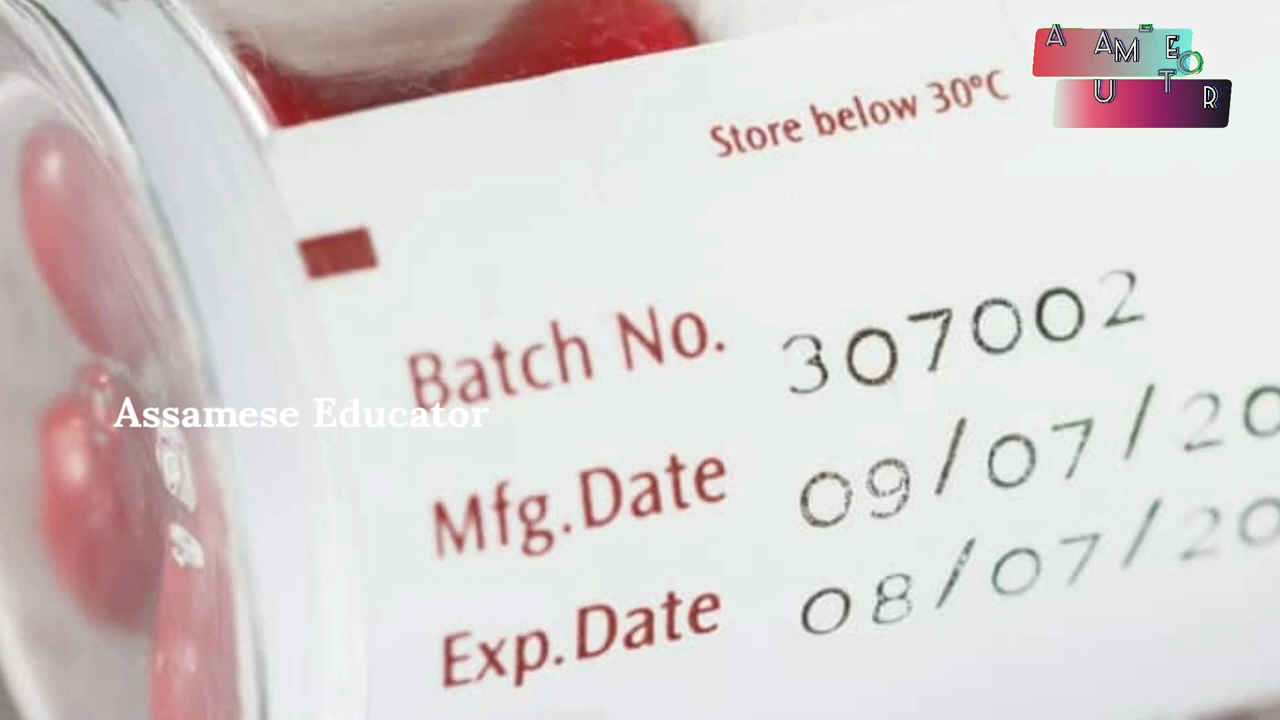 Store below 30°C
Batch No. 307002
Mfg.Date 09/07/20
Exp.Date 08/07/20
Assamese Educator